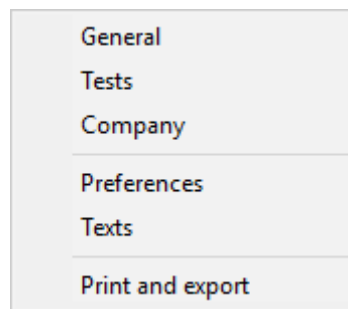 General
Tests
Company
Preferences
Texts
Print and export